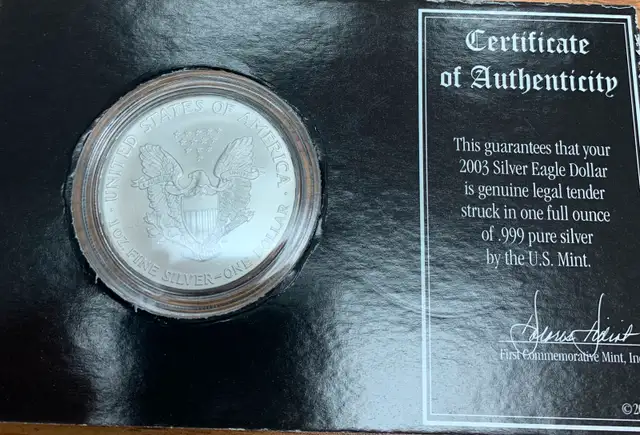 UNITED STATES OF AMERICA
1 OZ. FINE SILVER~ONE DOLLAR
Certificate
of Authenticity
This guarantees that your
2003 Silver Eagle Dollar
is genuine legal tender
struck in one full ounce
of .999 pure silver
by the U.S. Mint.
First Commemorative Mint, Inc
©20